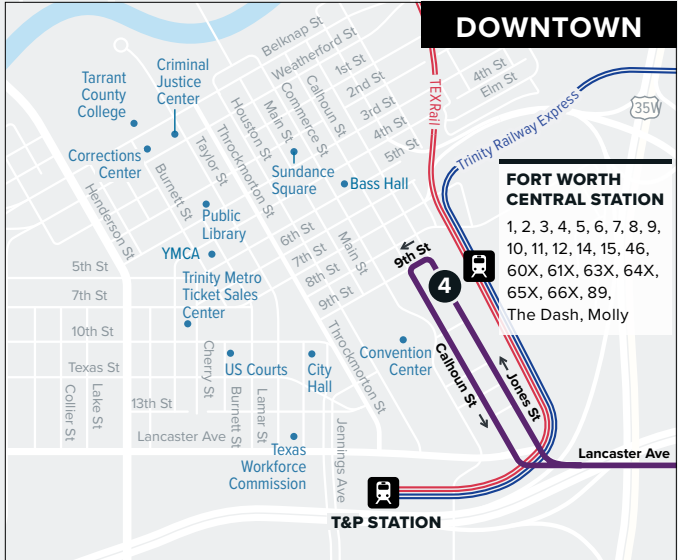 DOWNTOWN
Belknap St
Weatherford St
1st St
2nd St
3rd St
4th St
5th St
4th St
Elm St
TEXRail
Trinity Railway Express
35W
Criminal
Justice
Center
Tarrant
County
College
Corrections
Center
Houston St
Main St
Commerce St
Calhoun St
Taylor St
Throckmorton St
Henderson St
Burnett St
Sundance
Square
Bass Hall
Public
Library
YMCA
FORT WORTH
CENTRAL STATION
1, 2, 3, 4, 5, 6, 7, 8, 9,
10, 11, 12, 14, 15, 46,
60X, 61X, 63X, 64X,
65X, 66X, 89,
The Dash, Molly
6th St
7th St
8th St
9th St
Main St
9th St
4
5th St
7th St
10th St
Texas St
13th St
Lancaster Ave
Trinity Metro
Ticket Sales
Center
Collier St
Lake St
Cherry St
Burnett St
Lamar St
Jennings Ave
Throckmorton St
US Courts
City
Hall
Convention
Center
Calhoun St
Jones St
Lancaster Ave
Texas
Workforce
Commission
T&P STATION